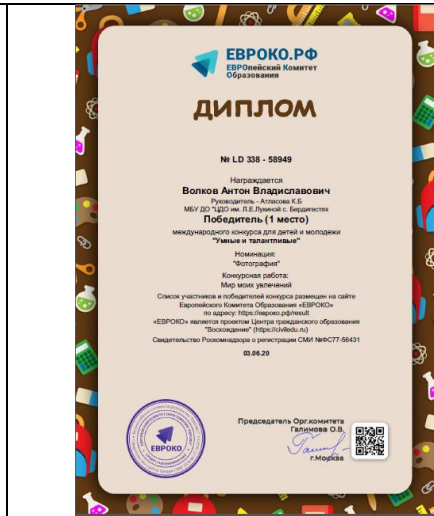 ЕВРОКО.РФ
ЕВРОпейский Комитет
Образования
ДИПЛОМ
№ LD 338 - 58949
Награждается
Волков Антон Владиславович
Руководитель - Атласова К.Б
МБУ ДО "ЦДО им. Л.Е.Лукиной с. Бердигестях
Победитель (1 место)
международного конкурса для детей и молодежи
"Умные и талантливые"
Номинация:
"Фотография"
Конкурсная работа:
Мир моих увлечений
Список участников и победителей конкурса размещен на сайте
Европейского Комитета Образования «ЕВРОКО»
по адресу: https://евроко.рф/result
«ЕВРОКО» является проектом Центра гражданского образования
"Восхождение" (https://civiledu.ru)
Свидетельство Роскомнадзора о регистрации СМИ №ФС77-56431
03.06.20
Председатель Орг.комитета
Галимова О.В.
г.Москва
ЕВРОКО